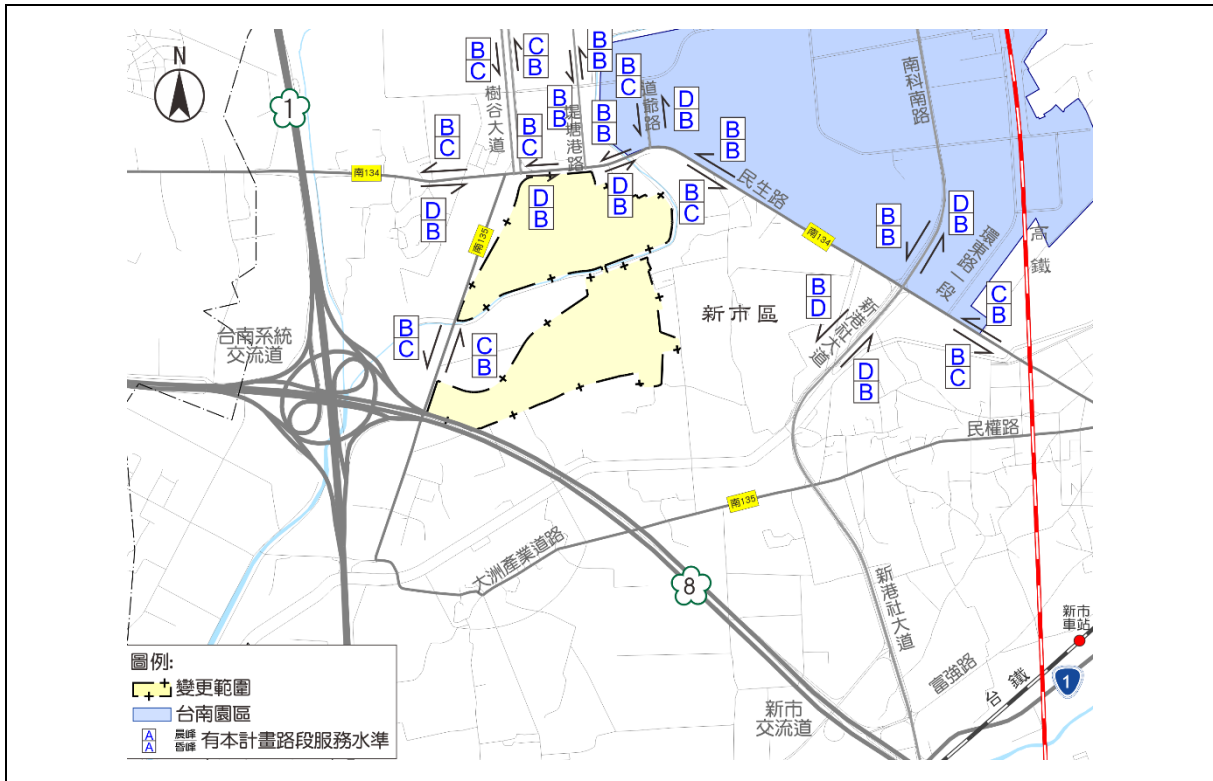 N
1
B
C
C
B
B
B
B
B
樹谷大道
堤塘港路
道爺路
B
C
D
B
南科南路
B
C
B
C
B
B
B
B
B
B
南134
D
B
D
B
D
B
B
C
民生路
南135
南134
B
B
D
B
環東路一段
高鐵
新市區
B
D
新港社大道
C
B
台南系統
交流道
B
C
C
B
D
B
B
C
民權路
南135
大洲產業道路
8
新港社大道
新市
車站
富強路
台鐵
1
新市
交流道
圖例:
變更範圍
台南園區
A
A
晨峰
昏峰
有本計畫路段服務水準